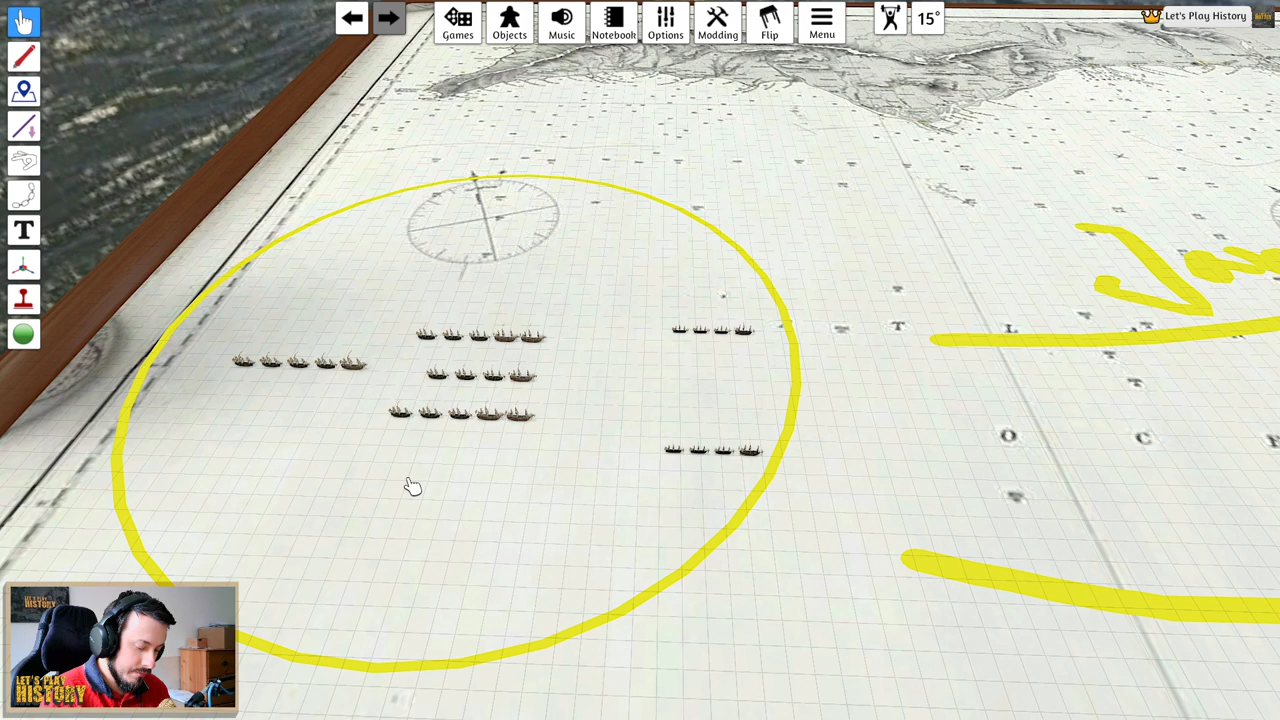 Games
Objects
Music
Notebook
Options
Modding
Flip
Menu
15°
Let's Play History
T
T
L
O
C
LET'S PLAY
HISTORY
LET'S PLAY
HISTORY